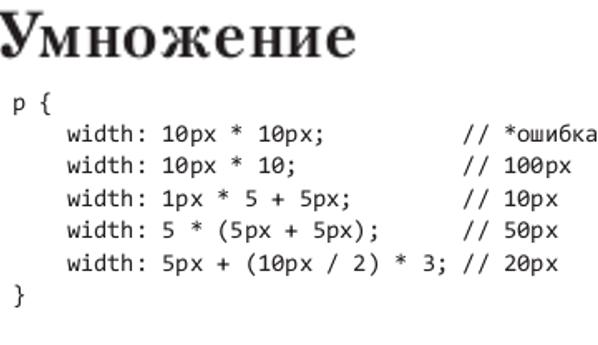 Умножение
p {
    width: 10px * 10px;          // *ошибка
    width: 10px * 10;            // 100px
    width: 1px * 5 + 5px;        // 10px
    width: 5 * (5px + 5px);      // 50px
    width: 5px + (10px / 2) * 3; // 20px
}